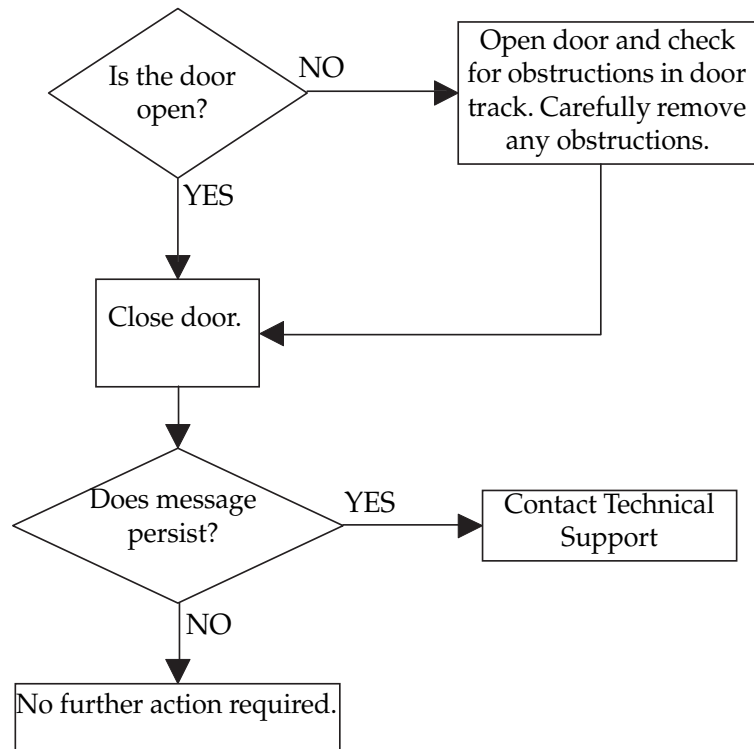 Is the door
open?
NO
Open door and check
for obstructions in door
track. Carefully remove
any obstructions.
YES
Close door.
Does message
persist?
YES
Contact Technical
Support
NO
No further action required.